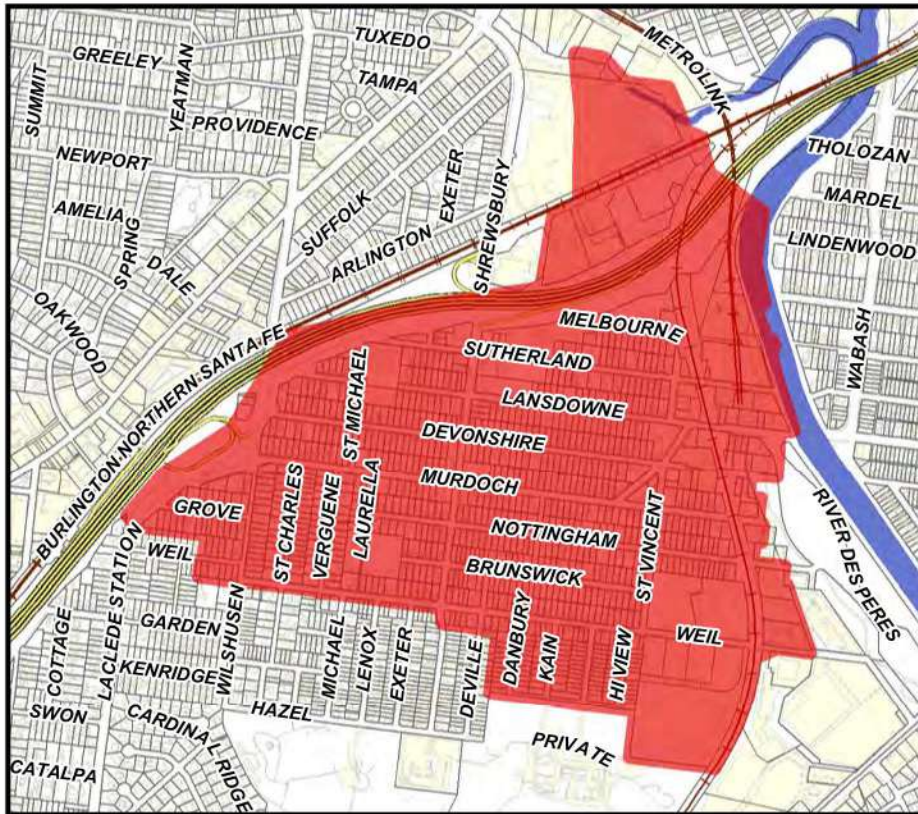 TUXEDO
METROLINK
GREELEY
YEATMAN
SUMMIT
TAMPA
PROVIDENCE
THOLOZAN
NEWPORT
EXETER
MARDEL
AMELIA
SPRING
SUFFOLK
SHREWSBURY
LINDENWOOD
DALE
ARLINGTON
OAKWOOD
MELBOURNE
BURLINGTON NORTHERN SANTA FE
SUTHERLAND
WABASH
ST MICHAEL
LANSDOWNE
DEVONSHIRE
MURDOCH
GROVE
ST CHARLES
VERGUENE
LAURELLA
NOTTINGHAM
ST VINCENT
RIVER DES PERES
WEIL
BRUNSWICK
LACLEDE STATION
GARDEN
WILSHUSEN
MICHAEL
LENOX
EXETER
DEVILLE
DANBURY
KAIN
HI VIEW
WEIL
COTTAGE
KENRIDGE
SWON
CARDINAL RIDGE
HAZEL
PRIVATE
CATALPA